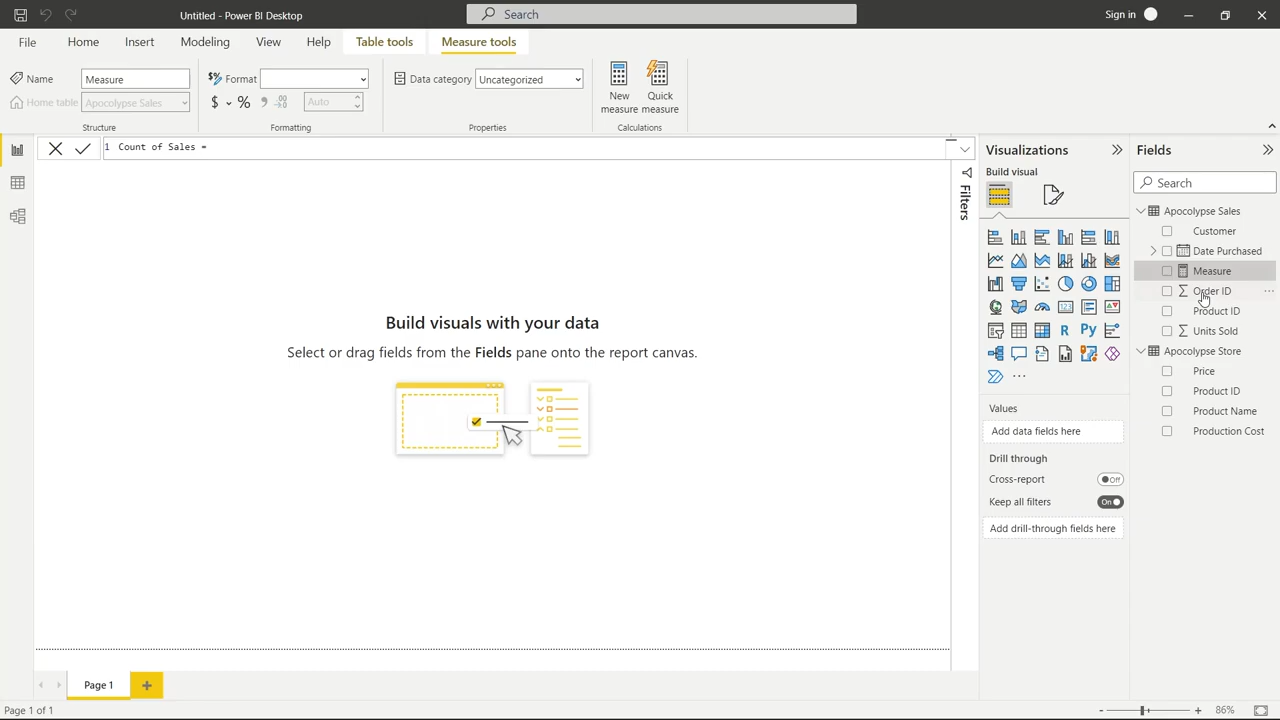 Untitled - Power BI Desktop
Search
Sign in
File
Home
Insert
Modeling
View
Help
Table tools
Measure tools
Name
Measure
Format
Data category
Uncategorized
New measure
Quick measure
Home table
Apocolypse Sales
$
%
Auto
Structure
Formatting
Properties
Calculations
1 Count of Sales =
Filters
Build visuals with your data
Select or drag fields from the Fields pane onto the report canvas.
Visualizations
Build visual
R
Py
Values
Add data fields here
Drill through
Cross-report
Off
Keep all filters
On
Add drill-through fields here
Fields
Search
Apocolypse Sales
Customer
Date Purchased
Measure
Order ID
Product ID
Units Sold
Apocolypse Store
Price
Product ID
Product Name
Production Cost
Page 1
Page 1 of 1
- + 86%